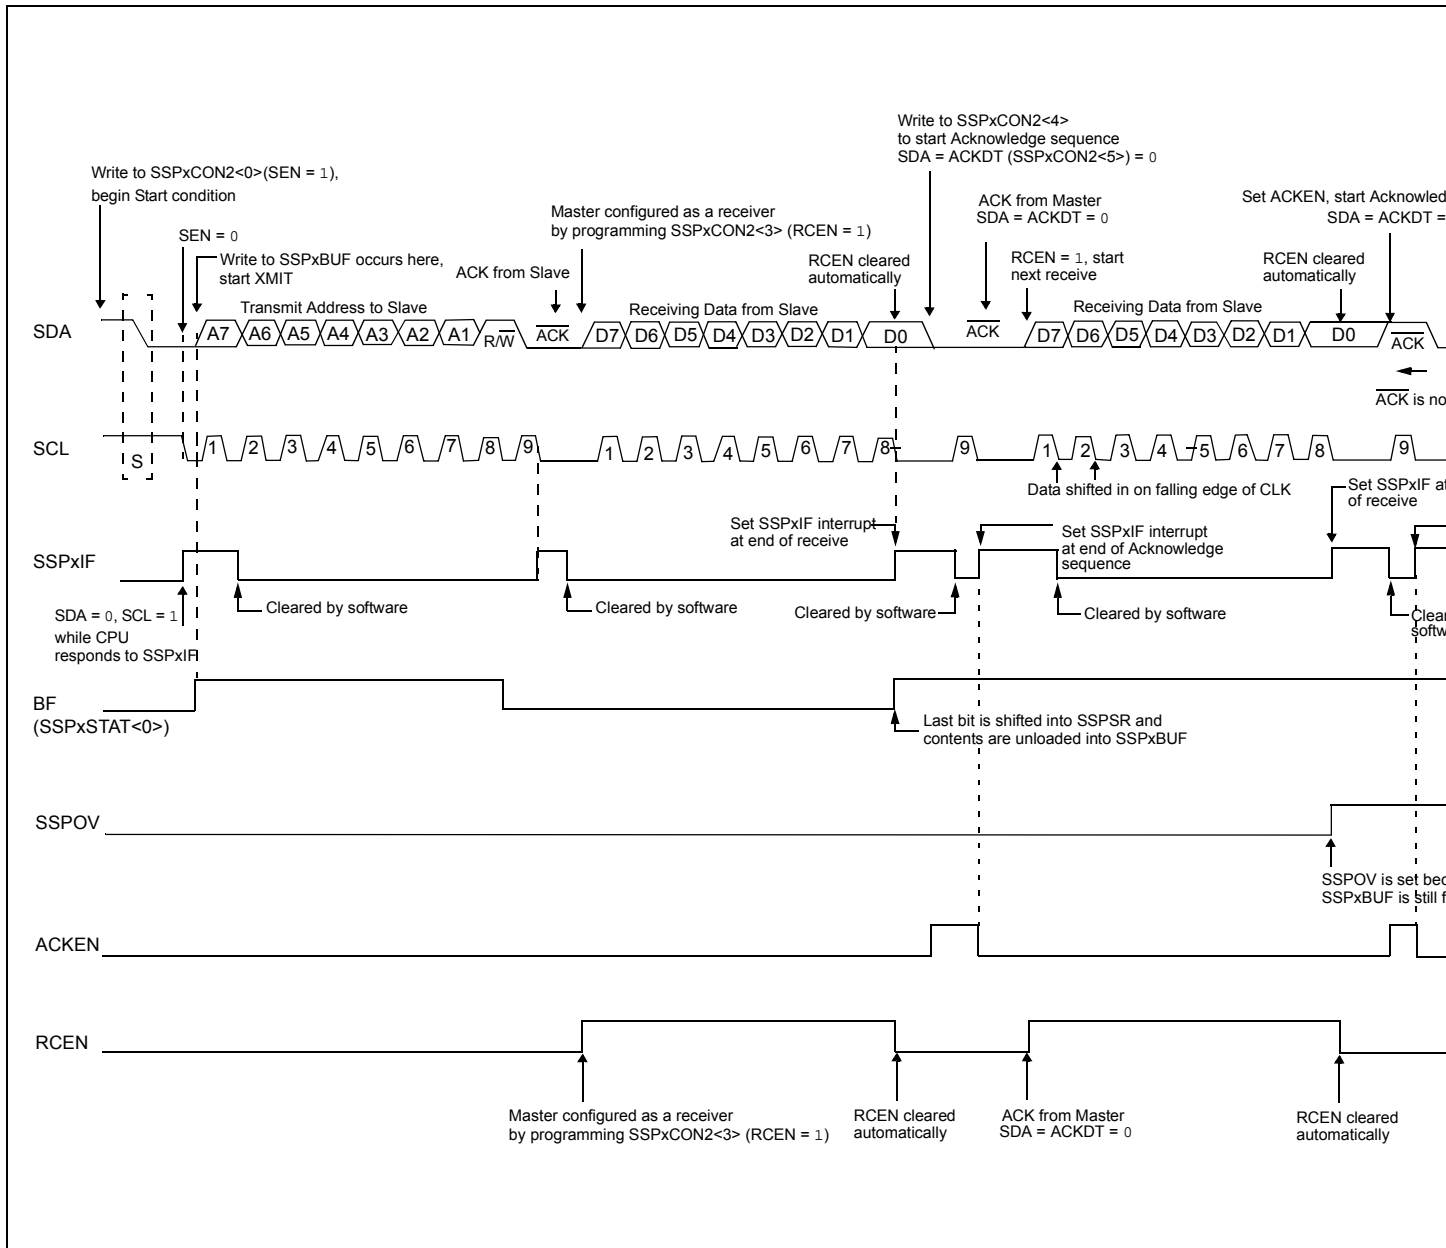 Write to SSPxCON2<4>
to start Acknowledge sequence
SDA = ACKDT (SSPxCON2<5>) = 0
Write to SSPxCON2<0>(SEN = 1),
begin Start condition
ACK from Master
SDA = ACKDT = 0
Set ACKEN, start Acknowled
SDA = ACKDT =
Master configured as a receiver
by programming SSPxCON2<3> (RCEN = 1)
SEN = 0
Write to SSPxBUF occurs here,
start XMIT
ACK from Slave
RCEN cleared
automatically
RCEN = 1, start
next receive
RCEN cleared
automatically
Transmit Address to Slave
Receiving Data from Slave
Receiving Data from Slave
SDA
A7 A6 A5 A4 A3 A2 A1 R/W ACK D7 D6 D5 D4 D3 D2 D1 D0 ACK D7 D6 D5 D4 D3 D2 D1 D0 ACK
ACK is no
SCL
S
1 2 3 4 5 6 7 8 9 1 2 3 4 5 6 7 8 9 1 2 3 4 5 6 7 8 9
Data shifted in on falling edge of CLK
Set SSPxIF at
of receive
Set SSPxIF interrupt
at end of receive
Set SSPxIF interrupt
at end of Acknowledge
sequence
SSPxIF
Cleared by software
Cleared by software
Cleared by software
Cleared by software
Clear
softw
SDA = 0, SCL = 1
while CPU
responds to SSPxIF
BF
(SSPxSTAT<0>)
Last bit is shifted into SSPSR and
contents are unloaded into SSPxBUF
SSPOV
SSPOV is set bec
SSPxBUF is still f
ACKEN
RCEN
Master configured as a receiver
by programming SSPxCON2<3> (RCEN = 1)
RCEN cleared
automatically
ACK from Master
SDA = ACKDT = 0
RCEN cleared
automatically